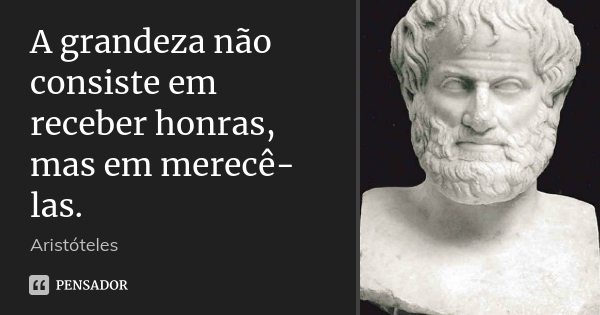 A grandeza não
consiste em
receber honras,
mas em merecê-
las.
Aristóteles
PENSADOR